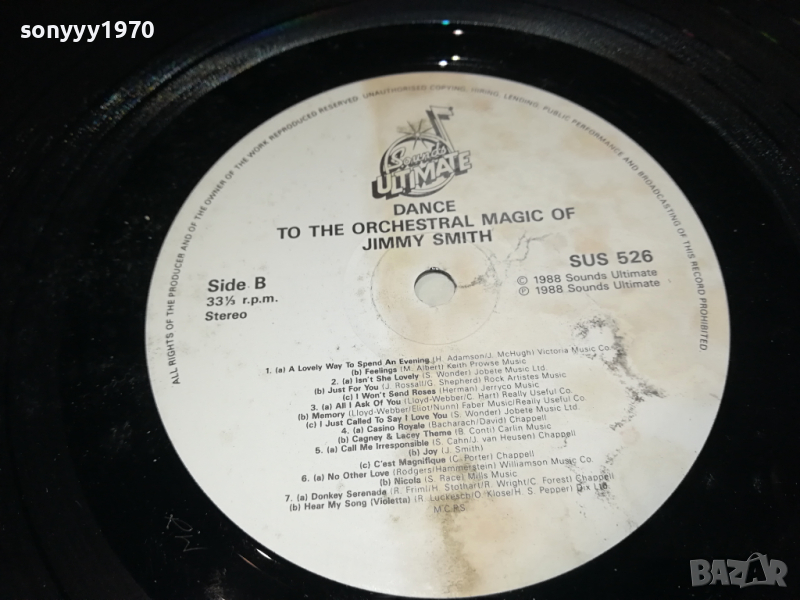 sonyyy1970
ALL RIGHTS OF THE PRODUCER AND OF THE OWNER OF THE WORK REPRODUCED RESERVED. UNAUTHORISED COPYING, HIRING, LENDING, PUBLIC PERFORMANCE AND BROADCASTING OF THIS RECORD PROHIBITED
Sounds
ULTIMATE
DANCE
TO THE ORCHESTRAL MAGIC OF
JIMMY SMITH
Side B
33⅓ r.p.m.
Stereo
SUS 526
© 1988 Sounds Ultimate
℗ 1988 Sounds Ultimate
1. (a) A Lovely Way To Spend An Evening (H. Adamson/J. McHugh) Victoria Music Co
(b) Feelings (M. Albert) Keith Prowse Music
2. (a) Isn't She Lovely (S. Wonder) Jobete Music Ltd.
(b) Just For You (J. Rossall/G. Shepherd) Rock Artistes Music
(c) I Won't Send Roses (Herman) Jerryco Music
3. (a) All I Ask Of You (Lloyd-Webber/C. Hart) Really Useful Co.
(b) Memory (Lloyd-Webber/Eliot/Nunn) Faber Music/Really Useful Co
(c) I Just Called To Say I Love You (S. Wonder) Jobete Music Ltd.
4. (a) Casino Royale (Bacharach/David) Chappell
(b) Cagney & Lacey Theme (B. Conti) Carlin Music
5. (a) Call Me Irresponsible (S. Cahn/J. van Heusen) Chappell
(b) Joy (J. Smith)
(c) C'est Magnifique (C. Porter) Chappell
6. (a) No Other Love (Rodgers/Hammerstein) Williamson Music Co.
(b) Nicola (S. Race) Mills Music
7. (a) Donkey Serenade (R. Friml/H. Stothart/R. Wright/C. Forest) Chappell
(b) Hear My Song (Violetta) (R. Luckesch/O. Klose/H. S. Pepper) Dix Ltd.
M.C.P.S
BAZAR